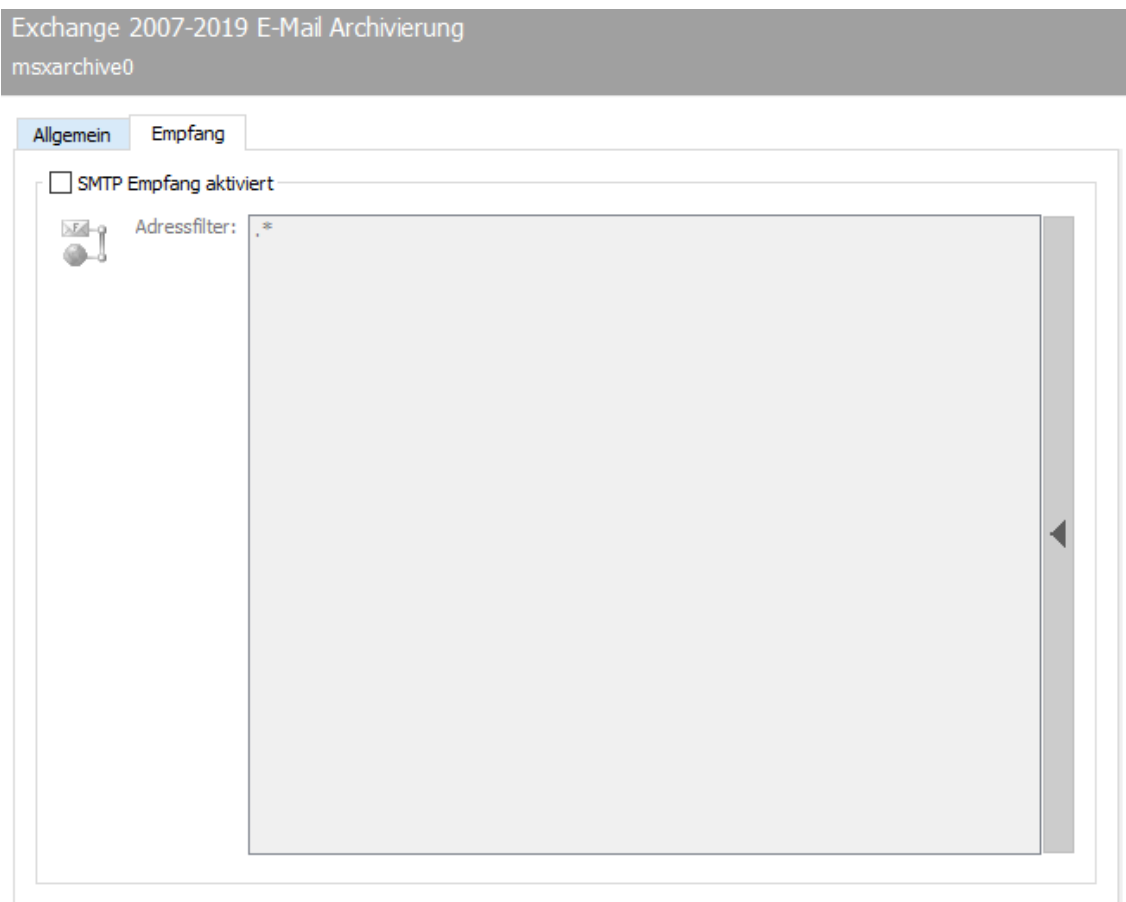 Exchange 2007-2019 E-Mail Archivierung
msxarchive0
Allgemein
Empfang
SMTP Empfang aktiviert
Adressfilter:
.*